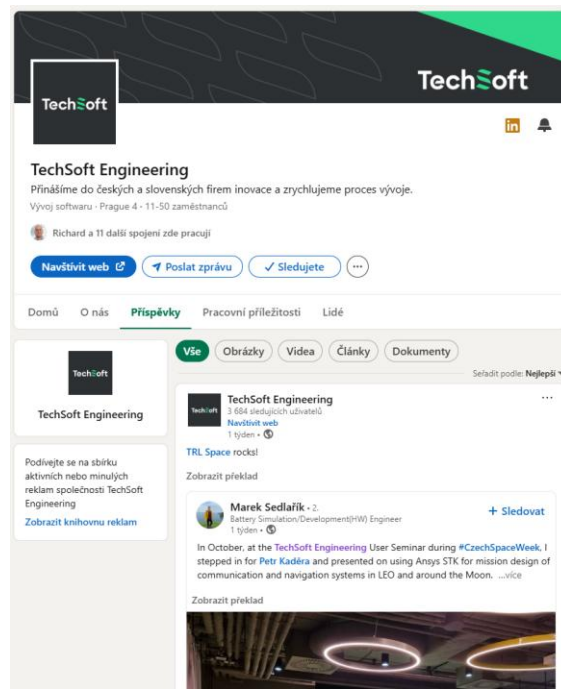 TechSoft
TechSoft
in
TechSoft Engineering
Přinášíme do českých a slovenských firem inovace a zrychlujeme proces vývoje.
Vývoj softwaru · Prague 4 · 11-50 zaměstnanců
Richard a 11 další spojení zde pracují
Navštívit web
Poslat zprávu
✓ Sledujete
Domů O nás Příspěvky Pracovní příležitosti Lidé
TechSoft
TechSoft Engineering
Podívejte se na sbírku
aktivních nebo minulých
reklam společnosti TechSoft
Engineering
Zobrazit knihovnu reklam
Vše Obrázky Videa Články Dokumenty
Seřadit podle: Nejlepší
TechSoft
TechSoft Engineering
3 684 sledujících uživatelů
Navštívit web
1 týden •
TRL Space rocks!
Zobrazit překlad
Marek Sedlařík • 2.
Battery Simulation/Development(HW) Engineer
1 týden •
+ Sledovat
In October, at the TechSoft Engineering User Seminar during #CzechSpaceWeek, I
stepped in for Petr Kaděra and presented on using Ansys STK for mission design of
communication and navigation systems in LEO and around the Moon. ...více
Zobrazit překlad